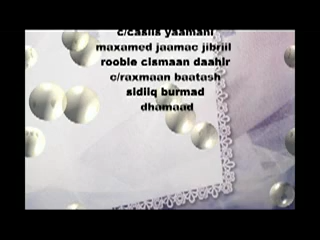 c/casiis yaamani
maxamed jaamac jibriil
rooble cismaan daahir
c/raxmaan baatash
sidiiq burmad
dhamaad